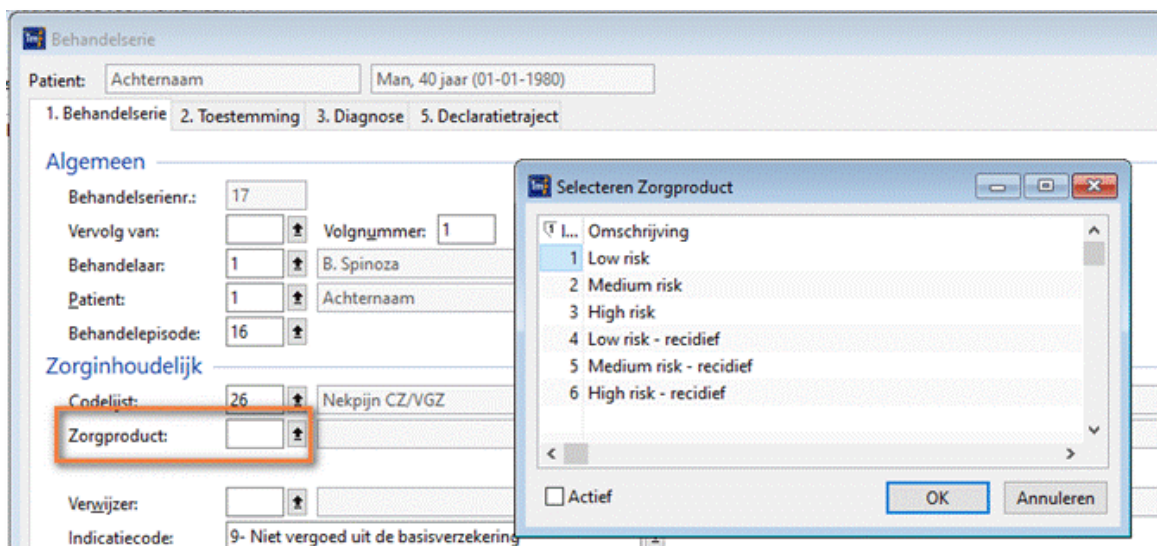 Behandelserie
Patient: Achternaam Man, 40 jaar (01-01-1980)
1. Behandelserie 2. Toestemming 3. Diagnose 5. Declaratietraject
Algemeen
Behandelserienr.: 17
Vervolg van: Volgnummer: 1
Behandelaar: 1 B. Spinoza
Patient: 1 Achternaam
Behandelepisode: 16
Zorginhoudelijk
Codelijst: 26 Nekpijn CZ/VGZ
Zorgproduct:
Verwijzer:
Indicatiecode: 9- Niet vergoed uit de basisverzekering
Selecteren Zorgproduct
I... Omschrijving
1 Low risk
2 Medium risk
3 High risk
4 Low risk - recidief
5 Medium risk - recidief
6 High risk - recidief
Actief OK Annuleren